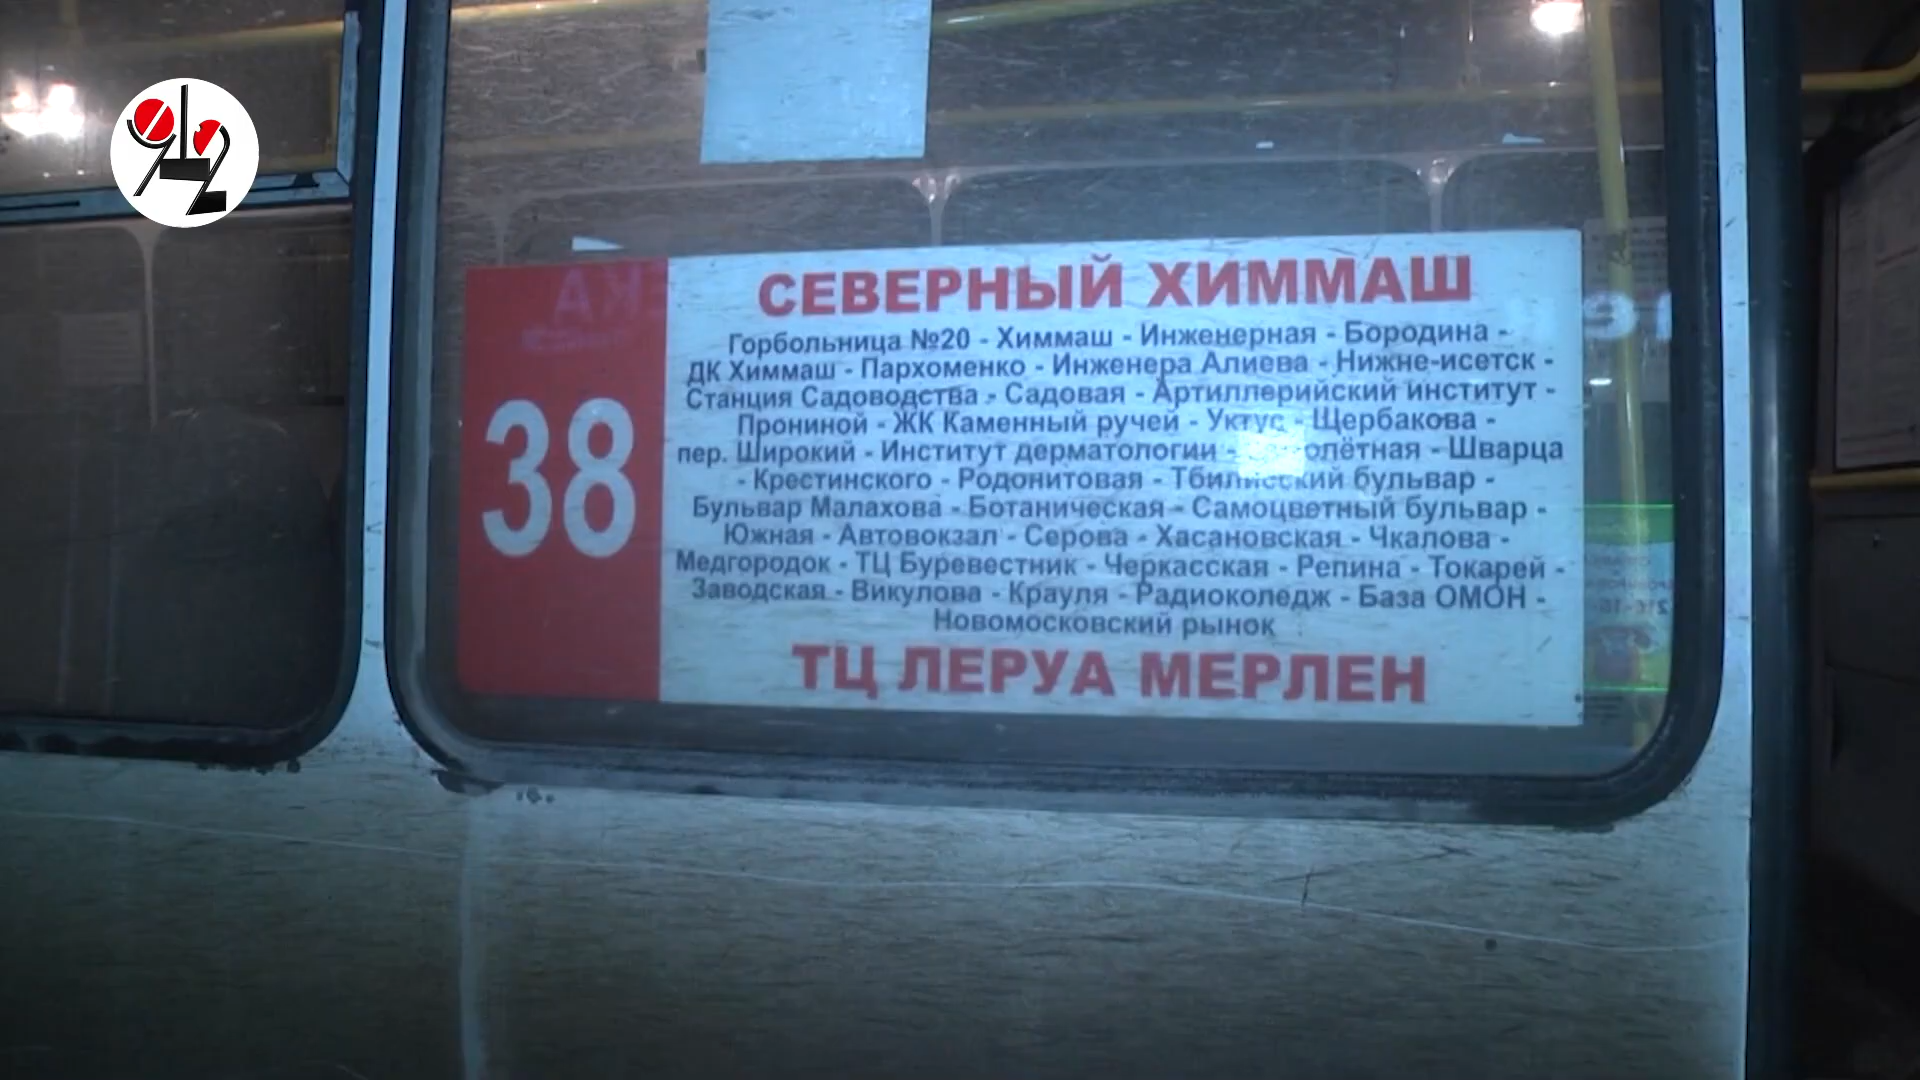 СЕВЕРНЫЙ ХИММАШ
Горбольница №20 - Химмаш - Инженерная - Бородина -
ДК Химмаш - Пархоменко - Инженера Алиева - Нижне-исетск -
Станция Садоводства - Садовая - Артиллерийский институт -
Прониной - ЖК Каменный ручей - Уктус - Щербакова -
пер. Широкий - Институт дерматологии - - Шварца
- Крестинского - Родонитовая - Тбилисский бульвар -
Бульвар Малахова - Ботаническая - Самоцветный бульвар -
Южная - Автовокзал - Серова - Хасановская - Чкалова -
Медгородок - ТЦ Буревестник - Черкасская - Репина - Токарей -
Заводская - Викулова - Крауля - Радиоколедж - База ОМОН -
Новомосковский рынок
ТЦ ЛЕРУА МЕРЛЕН
38